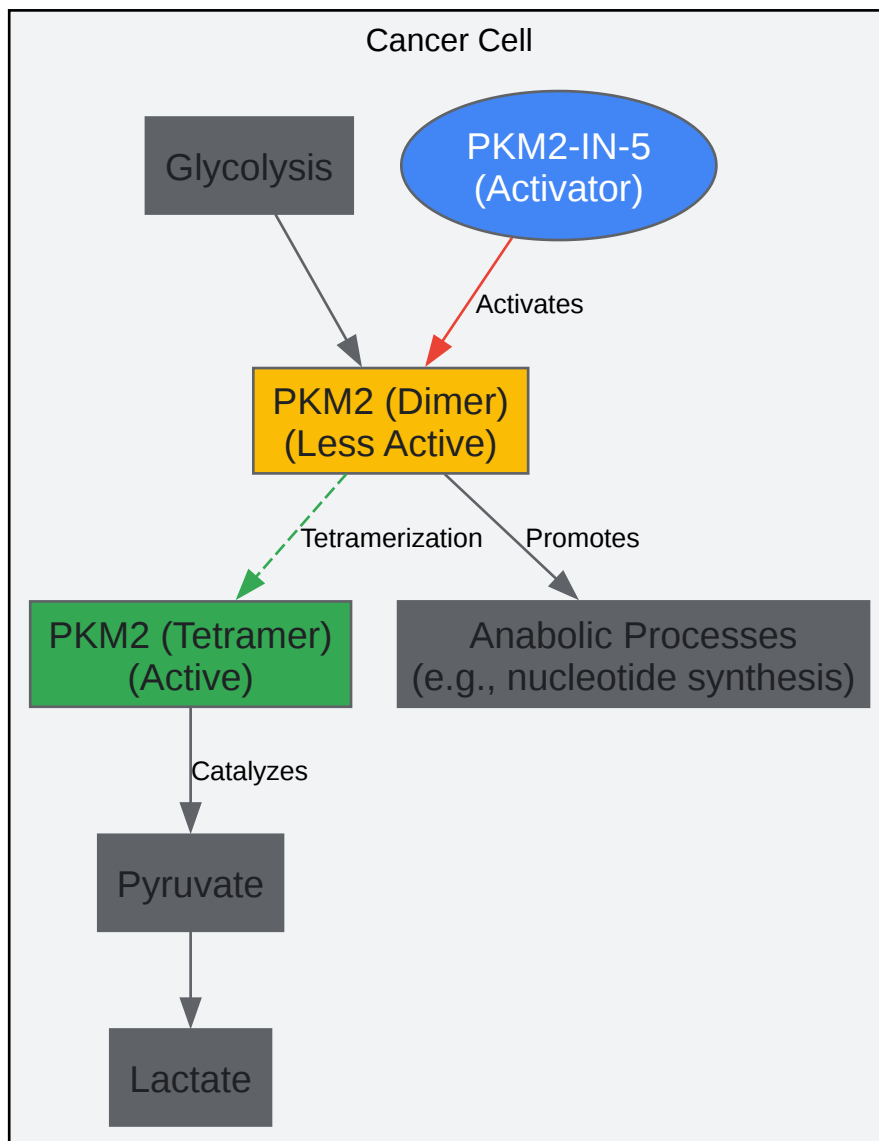 Cancer Cell
Glycolysis
PKM2-IN-5
(Activator)
Activates
PKM2 (Dimer)
(Less Active)
Tetramerization
Promotes
PKM2 (Tetramer)
(Active)
Anabolic Processes
(e.g., nucleotide synthesis)
Catalyzes
Pyruvate
Lactate